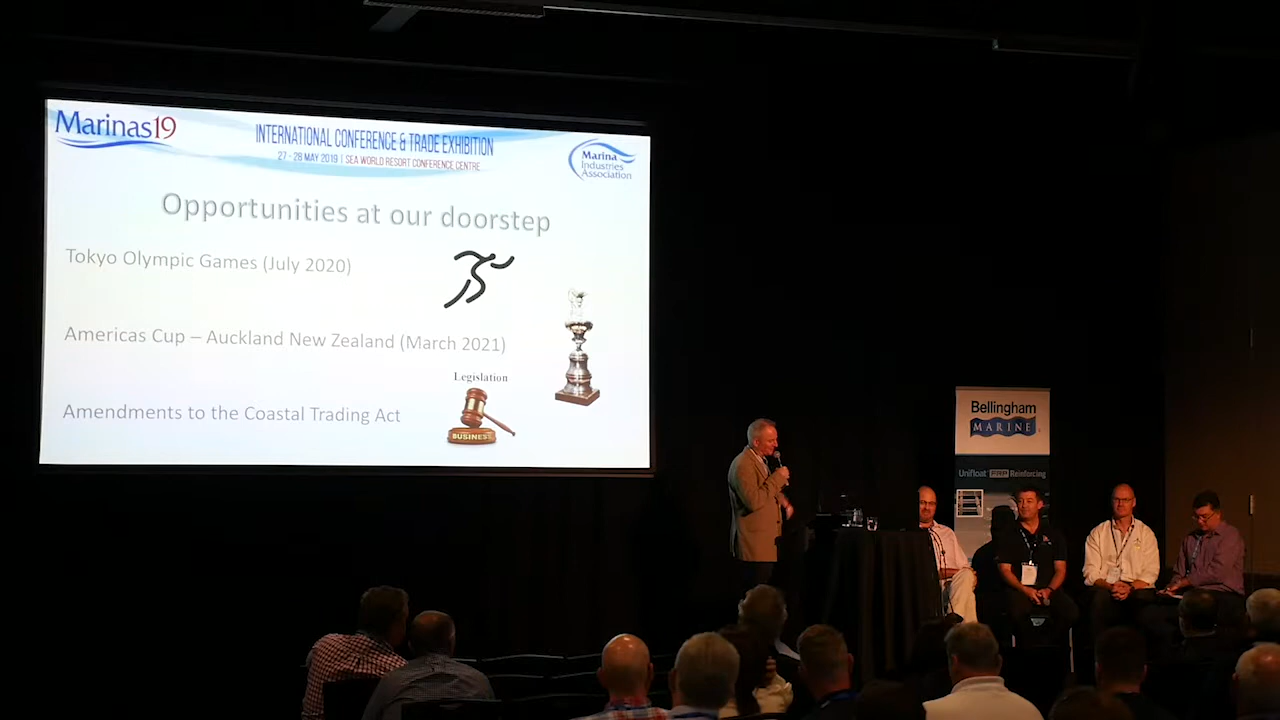 Marinas19
INTERNATIONAL CONFERENCE & TRADE EXHIBITION
27 - 28 MAY 2019 | SEA WORLD RESORT CONFERENCE CENTRE
Marina
Industries
Association
Opportunities at our doorstep
Tokyo Olympic Games (July 2020)
Americas Cup – Auckland New Zealand (March 2021)
Legislation
Amendments to the Coastal Trading Act
BUSINESS
Bellingham
MARINE
Unifloat
Reinforcing